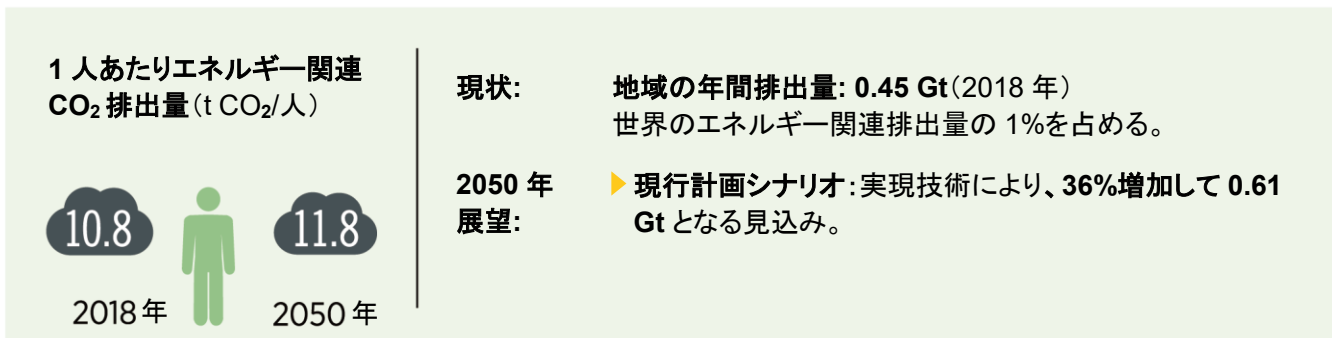 1 人あたりエネルギー関連
CO₂ 排出量（t CO₂/人）
10.8
11.8
2018 年
2050 年
現状: 地域の年間排出量: 0.45 Gt（2018 年）
世界のエネルギー関連排出量の 1%を占める。
2050 年 現行計画シナリオ：実現技術により、36%増加して 0.61
展望: Gt となる見込み。